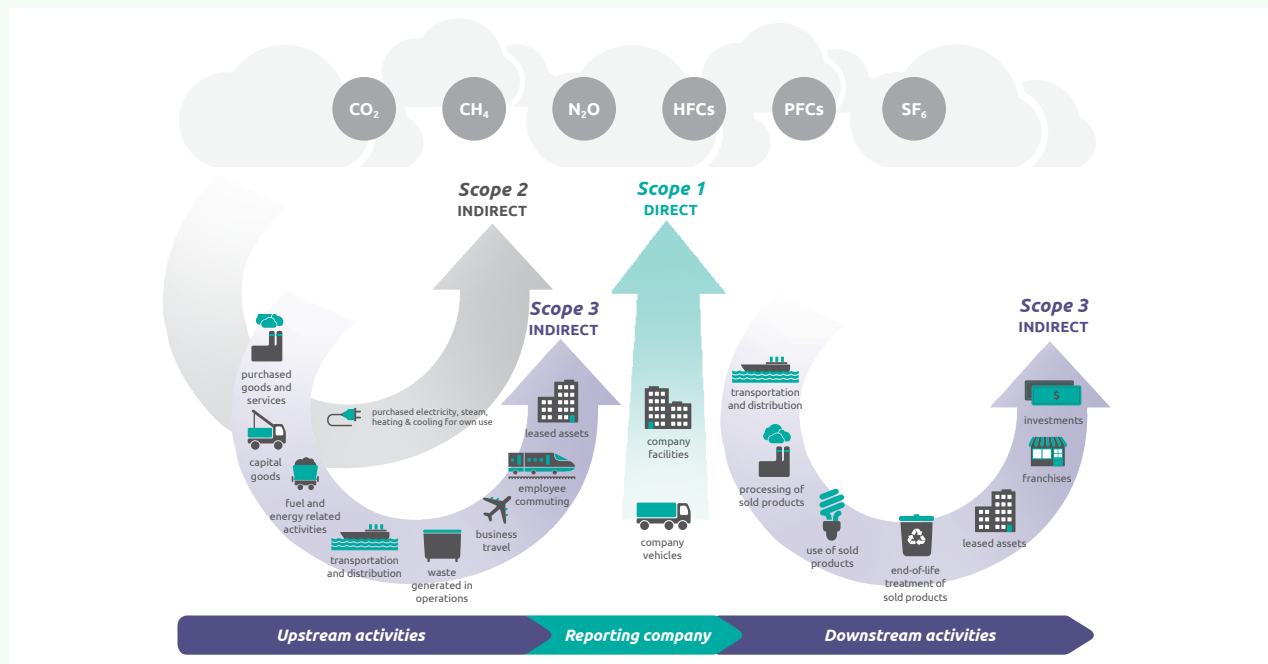 CO₂
CH₄
N₂O
HFCs
PFCs
SF₆
Scope 2
INDIRECT
Scope 1
DIRECT
Scope 3
INDIRECT
Scope 3
INDIRECT
purchased
goods and
services
capital
goods
fuel and
energy related
activities
purchased electricity, steam,
heating & cooling for own use
transportation
and distribution
waste
generated in
operations
business
travel
employee
commuting
leased assets
company
facilities
company
vehicles
transportation
and distribution
processing of
sold products
use of sold
products
end-of-life
treatment of
sold products
leased assets
franchises
$
investments
Upstream activities
Reporting company
Downstream activities